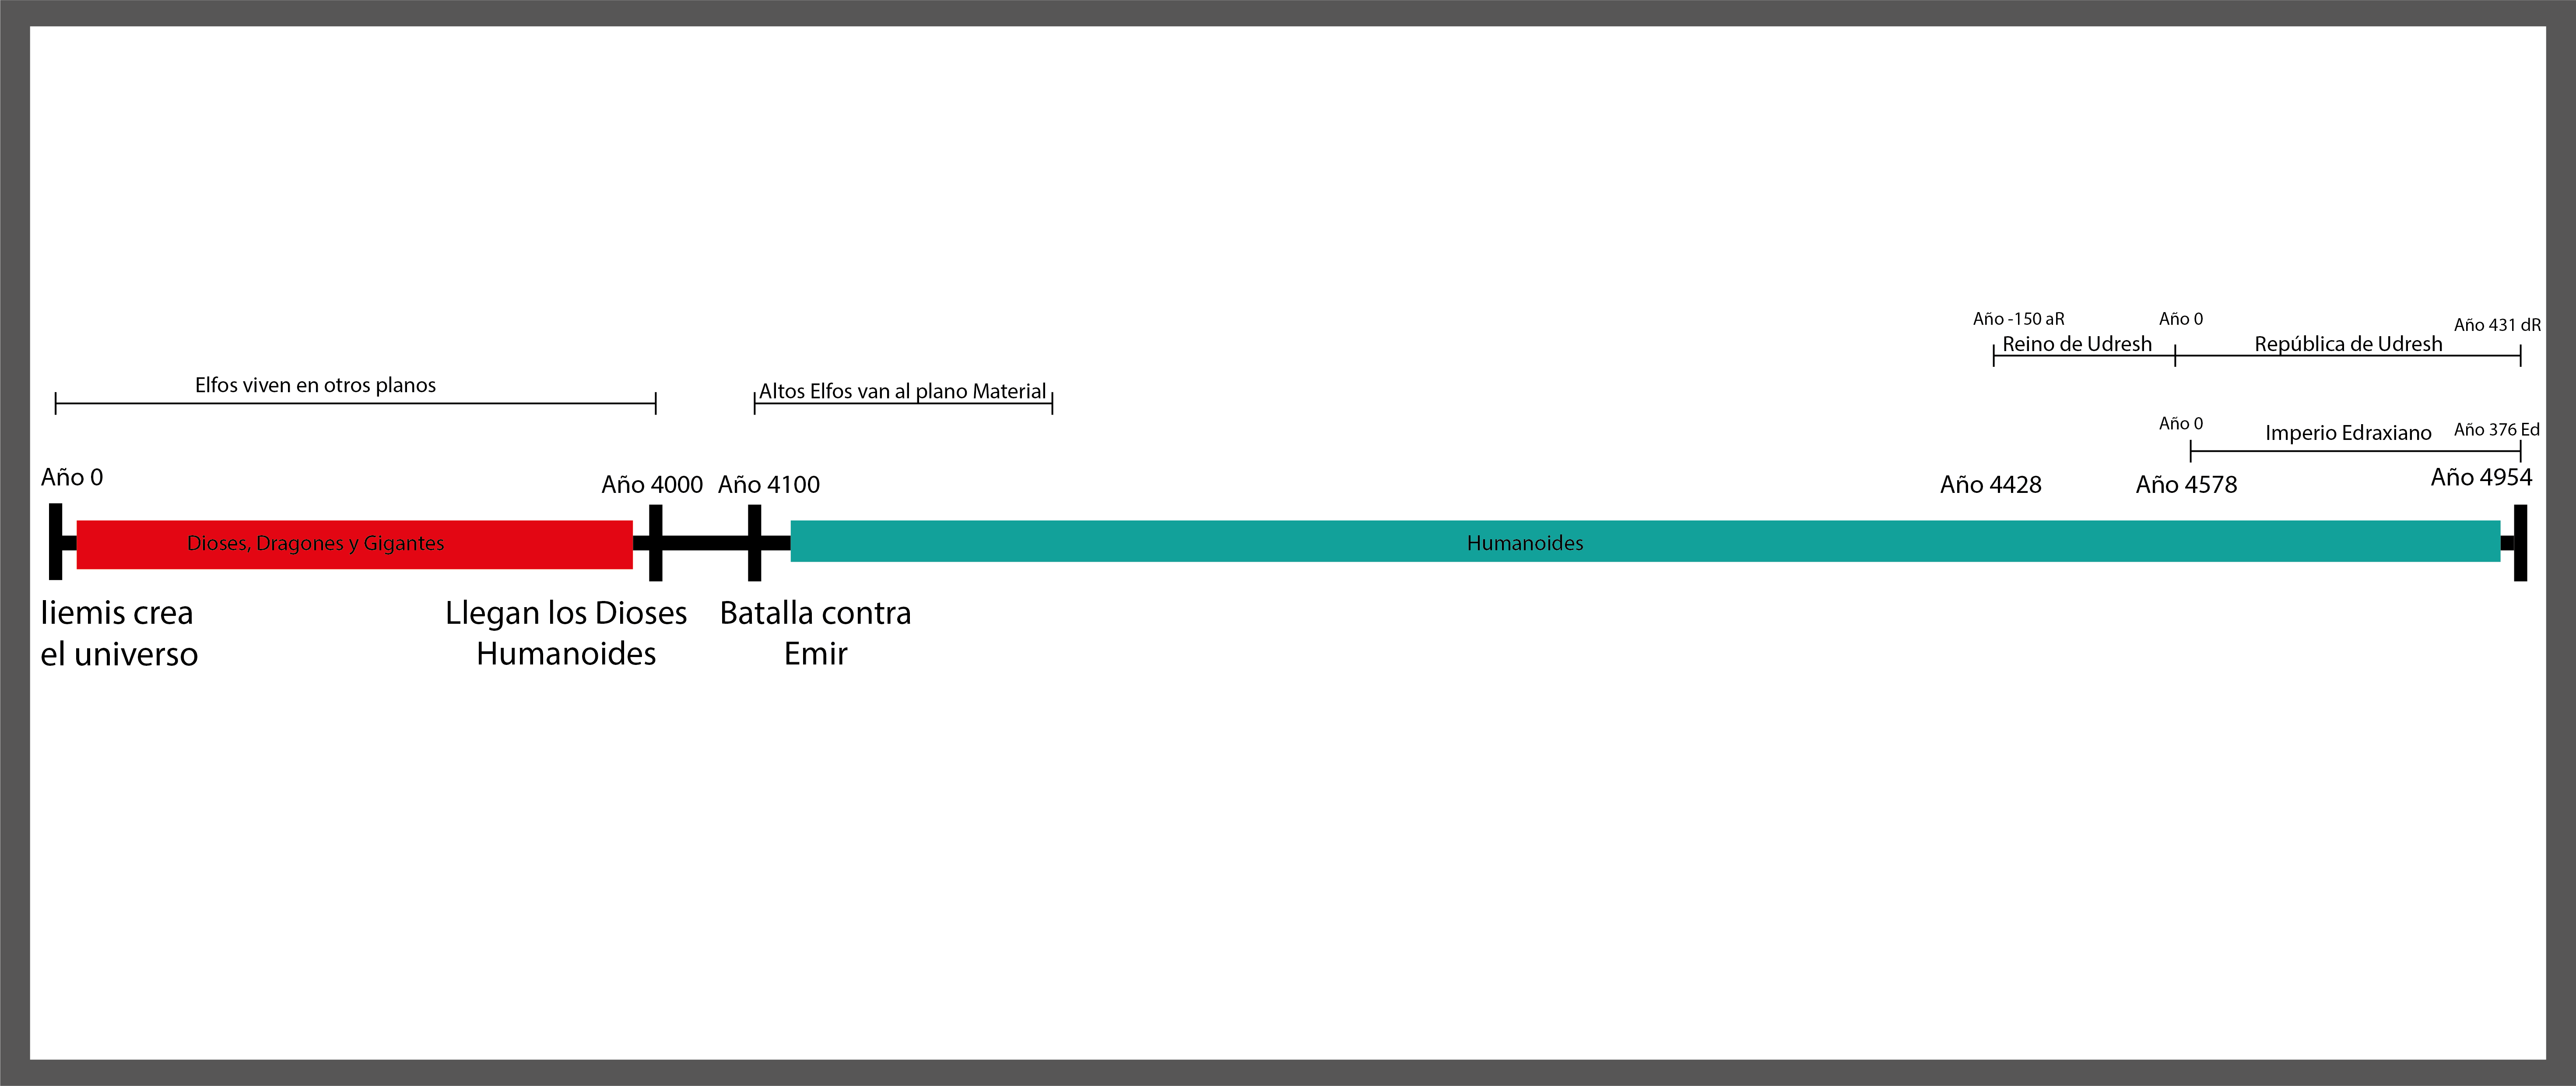 Año -150 aR
Año 0
Año 431 dR
Reino de Udresh
República de Udresh
Elfos viven en otros planos
Altos Elfos van al plano Material
Año 0
Imperio Edraxiano
Año 376 Ed
Año 0
Año 4000
Año 4100
Año 4428
Año 4578
Año 4954
Dioses, Dragones y Gigantes
Humanoides
Iiemis crea
el universo
Llegan los Dioses
Humanoides
Batalla contra
Emir